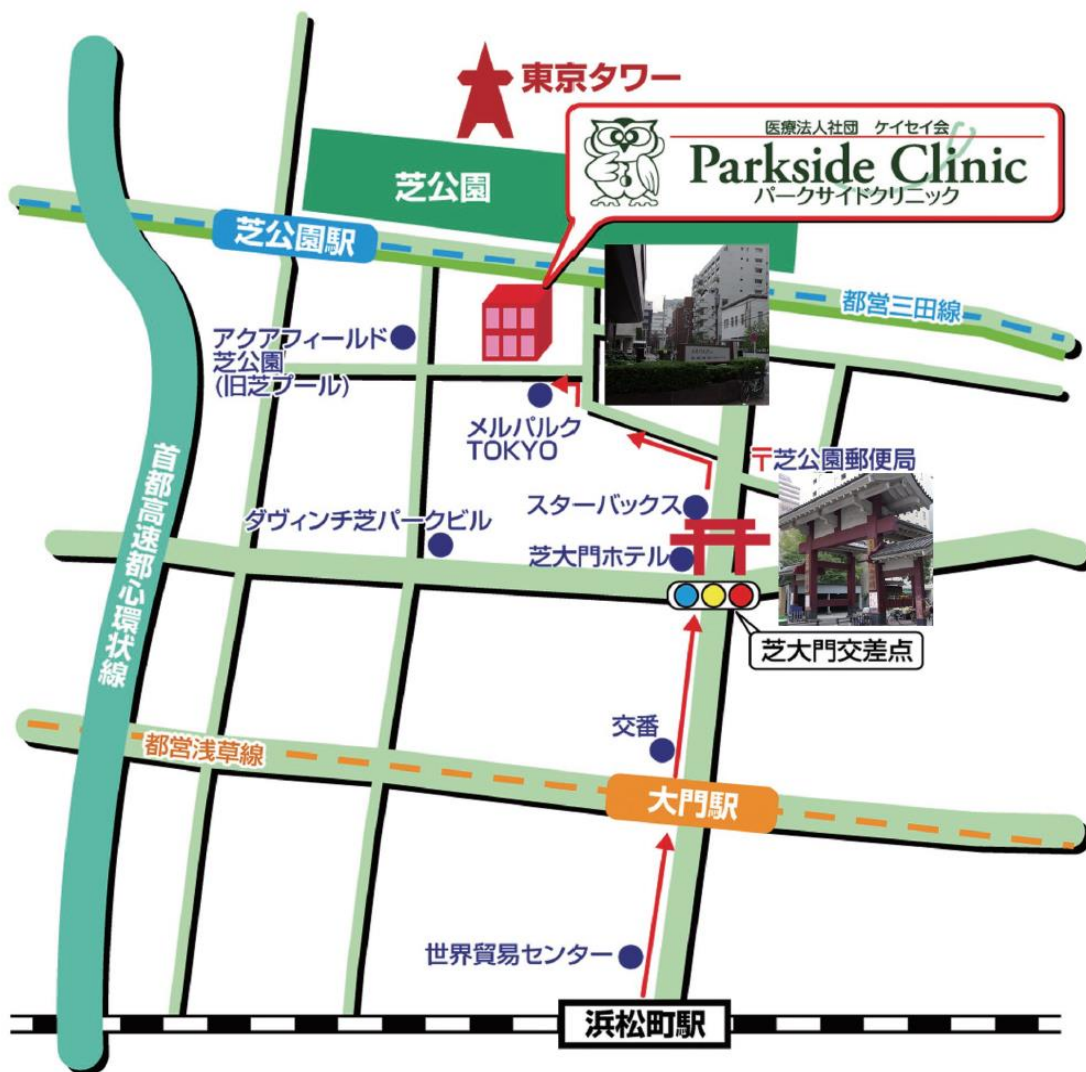 東京タワー
医療法人社団 ケイセイ会
Parkside Clinic
パークサイドクリニック
芝公園
芝公園駅
都営三田線
アクアフィールド
芝公園
(旧芝プール)
メルパルク
TOKYO
〒芝公園郵便局
スターバックス
ダヴィンチ芝パークビル
芝大門ホテル
首都高速都心環状線
芝大門交差点
交番
都営浅草線
大門駅
世界貿易センター
浜松町駅